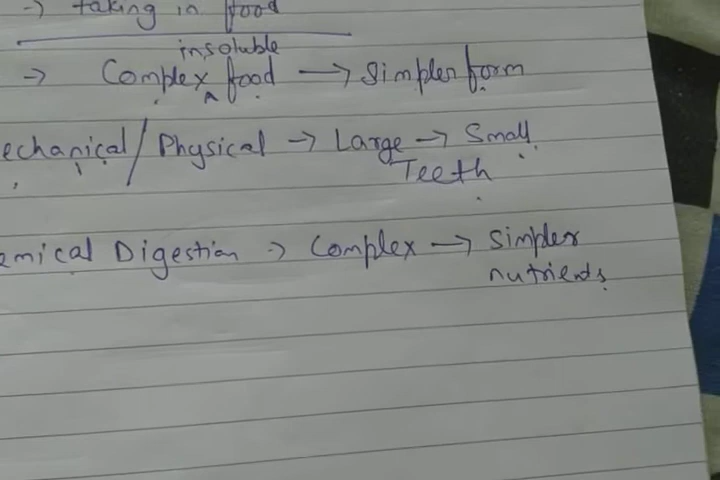 -> taking in food
insoluble
-> Complex ^ food -> Simpler form
echanical/Physical -> Large -> Small
Teeth
emical Digestion -> Complex -> Simpler
nutrients